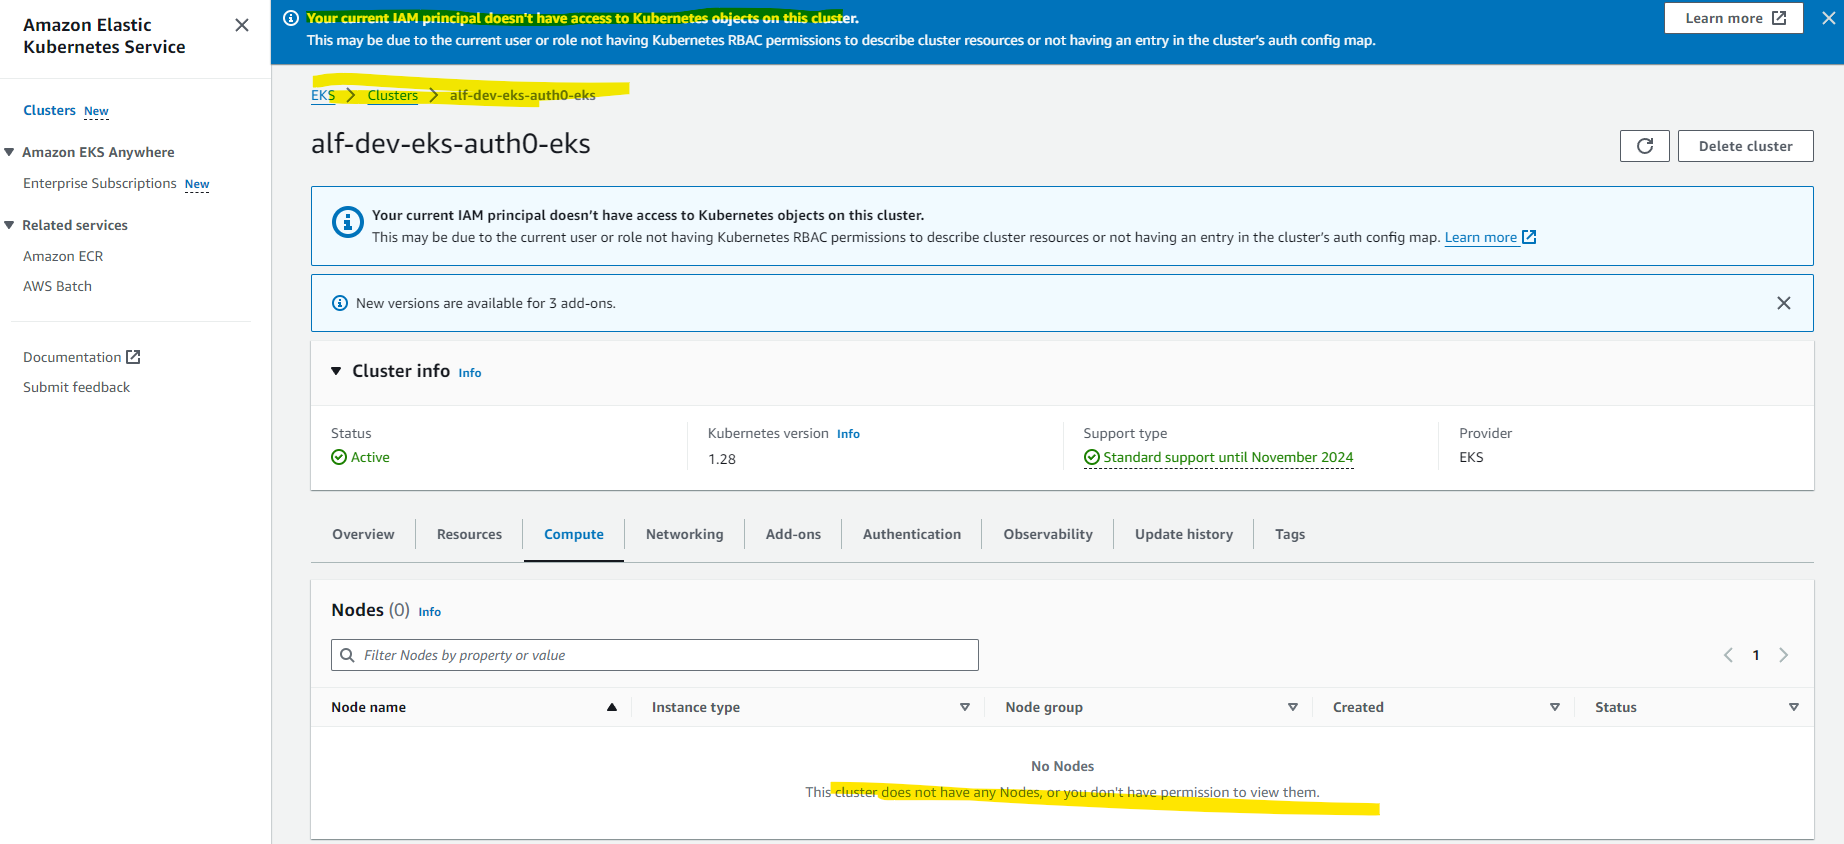 Amazon Elastic
Kubernetes Service
Clusters New
Amazon EKS Anywhere
Enterprise Subscriptions New
Related services
Amazon ECR
AWS Batch
Documentation
Submit feedback
Your current IAM principal doesn't have access to Kubernetes objects on this cluster.
This may be due to the current user or role not having Kubernetes RBAC permissions to describe cluster resources or not having an entry in the cluster's auth config map.
Learn more
EKS > Clusters > alf-dev-eks-auth0-eks
alf-dev-eks-auth0-eks
Delete cluster
Your current IAM principal doesn't have access to Kubernetes objects on this cluster.
This may be due to the current user or role not having Kubernetes RBAC permissions to describe cluster resources or not having an entry in the cluster's auth config map. Learn more
New versions are available for 3 add-ons.
Cluster info Info
Status
Active
Kubernetes version Info
1.28
Support type
Standard support until November 2024
Provider
EKS
Overview Resources Compute Networking Add-ons Authentication Observability Update history Tags
Nodes (0) Info
Filter Nodes by property or value
1
Node name Instance type Node group Created Status
No Nodes
This cluster does not have any Nodes, or you don't have permission to view them.